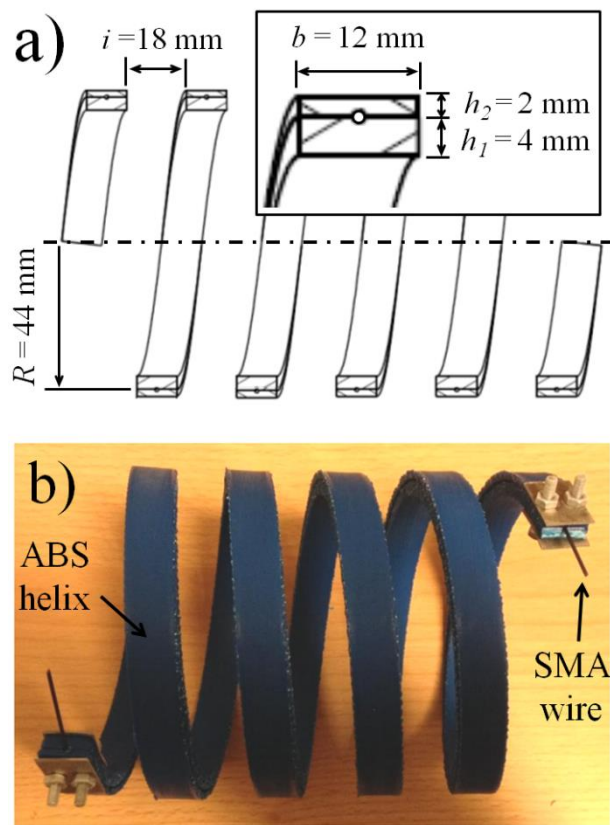 a)
i = 18 mm
b = 12 mm
h₂ = 2 mm
h₁ = 4 mm
R = 44 mm
b)
ABS
helix
SMA
wire